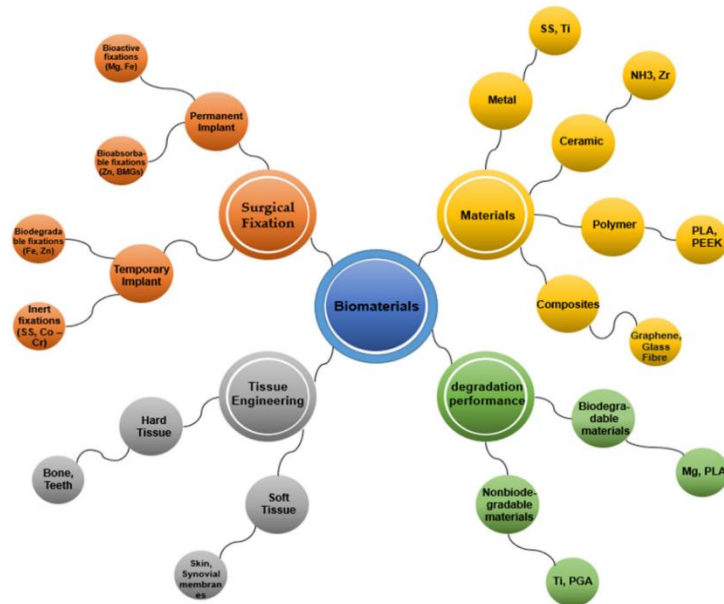 Bioactive
fixations
(Mg, Fe)
Permanent
Implant
Bioabsorba-
ble fixations
(Zn, BMGs)
Surgical
Fixation
Biodegrada
ble fixations
(Fe, Zn)
Temporary
Implant
Inert
fixations
(SS, Co –
Cr)
SS, Ti
Metal
NH3, Zr
Ceramic
Materials
Polymer
PLA,
PEEK
Composites
Graphene,
Glass
Fibre
Biomaterials
Tissue
Engineering
Hard
Tissue
Bone,
Teeth
Soft
Tissue
Skin,
Synovial
membran
es
degradation
performance
Biodegra-
dable
materials
Mg, PLA
Nonbiode-
gradable
materials
Ti, PGA